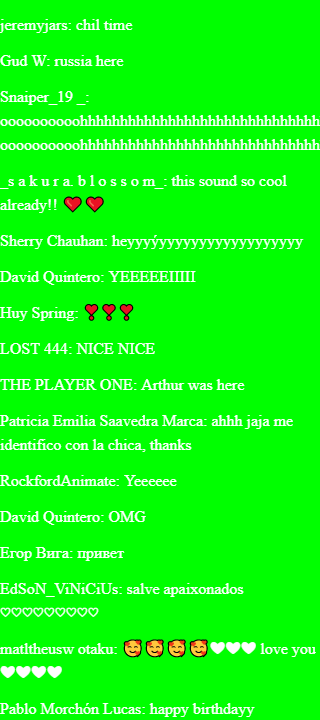 jeremyjars: chil time
Gud W: russia here
Snaiper_19 _:
oooooooooohhhhhhhhhhhhhhhhhhhhhhhhhhhhhh
oooooooooohhhhhhhhhhhhhhhhhhhhhhhhhhhhhh
_s a k u r a. b l o s s o m_: this sound so cool
already!! ❤️ ❤️
Sherry Chauhan: heyyyýyyyyyyyyyyyyyyyyyy
David Quintero: YEEEEEIIIII
Huy Spring: ❣️❣️❣️
LOST 444: NICE NICE
THE PLAYER ONE: Arthur was here
Patricia Emilia Saavedra Marca: ahhh jaja me
identifico con la chica, thanks
RockfordAnimate: Yeeeeee
David Quintero: OMG
Егор Вига: привет
EdSoN_ViNiCiUs: salve apaixonados
♡♡♡♡♡♡♡♡♡
matltheusw otaku: 🥰🥰🥰🥰🤍🤍🤍 love you
🤍🤍🤍🤍
Pablo Morchón Lucas: happy birthdayy